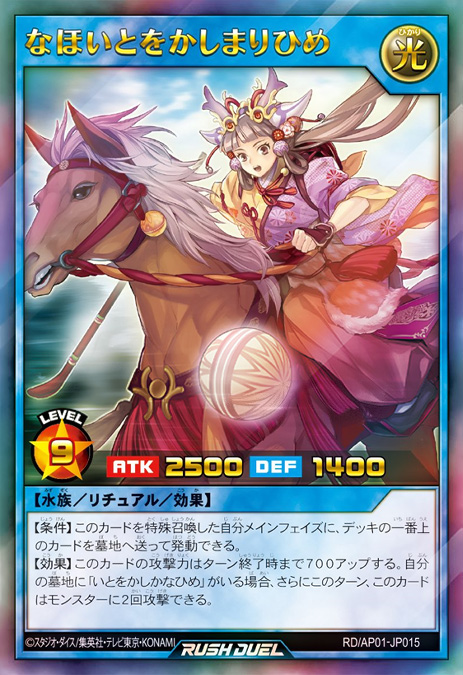 なほいとをかしまりひめ
ひかり
光
LEVEL
9
ATK 2500 DEF 1400
【水族／リチュアル／効果】
【条件】このカードを特殊召喚した自分メインフェイズに、デッキの一番上
のカードを墓地へ送って発動できる。
【効果】このカードの攻撃力はターン終了時まで700アップする。自分
の墓地に「いとをかしかなひめ」がいる場合、さらにこのターン、このカード
はモンスターに2回攻撃できる。
©スタジオ・ダイス/集英社・テレビ東京・KONAMI
RUSH DUEL
RD/AP01-JP015